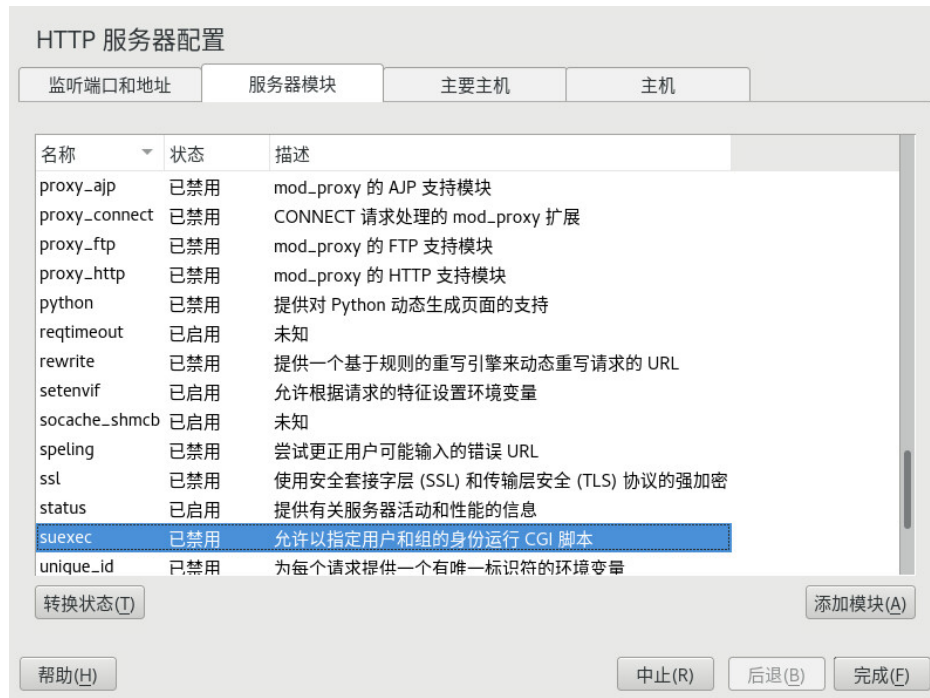 HTTP 服务器配置
监听端口和地址 服务器模块 主要主机 主机
名称 状态 描述
proxy_ajp 已禁用 mod_proxy 的 AJP 支持模块
proxy_connect 已禁用 CONNECT 请求处理的 mod_proxy 扩展
proxy_ftp 已禁用 mod_proxy 的 FTP 支持模块
proxy_http 已禁用 mod_proxy 的 HTTP 支持模块
python 已禁用 提供对 Python 动态生成页面的支持
reqtimeout 已启用 未知
rewrite 已禁用 提供一个基于规则的重写引擎来动态重写请求的 URL
setenvif 已启用 允许根据请求的特征设置环境变量
socache_shmcb 已启用 未知
speling 已禁用 尝试更正用户可能输入的错误 URL
ssl 已禁用 使用安全套接字层 (SSL) 和传输层安全 (TLS) 协议的强加密
status 已启用 提供有关服务器活动和性能的信息
suexec 已禁用 允许以指定用户和组的身份运行 CGI 脚本
unique_id 已禁用 为每个请求提供一个有唯一标识符的环境变量
转换状态(T) 添加模块(A)
帮助(H) 中止(R) 后退(B) 完成(F)